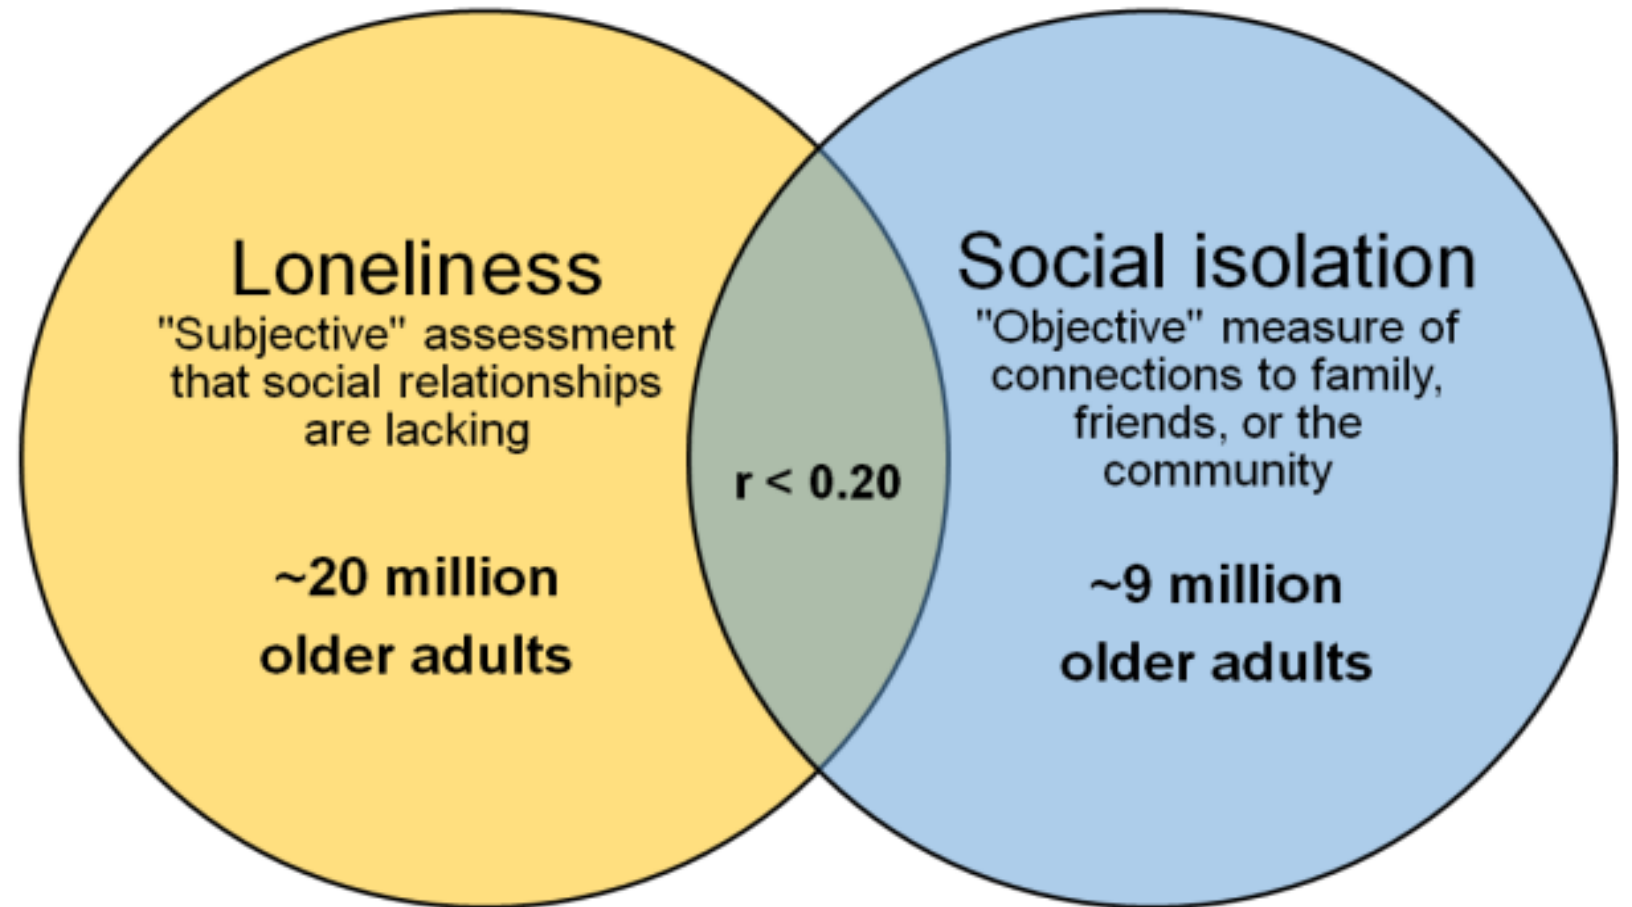 Loneliness
"Subjective" assessment
that social relationships
are lacking
~20 million
older adults
r < 0.20
Social isolation
"Objective" measure of
connections to family,
friends, or the
community
~9 million
older adults